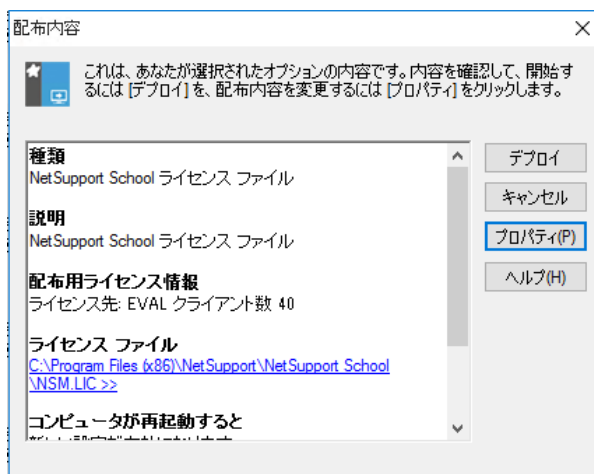 配布内容
これは、あなたが選択されたオプションの内容です。内容を確認して、開始す
るには [デプロイ] を、配布内容を変更するには [プロパティ] をクリックします。
種類
NetSupport School ライセンス ファイル
説明
NetSupport School ライセンス ファイル
配布用ライセンス情報
ライセンス先: EVAL クライアント数 40
ライセンス ファイル
C:\Program Files (x86)\NetSupport\NetSupport School
\NSM.LIC >>
コンピュータが再起動すると
デプロイ
キャンセル
プロパティ(P)
ヘルプ(H)